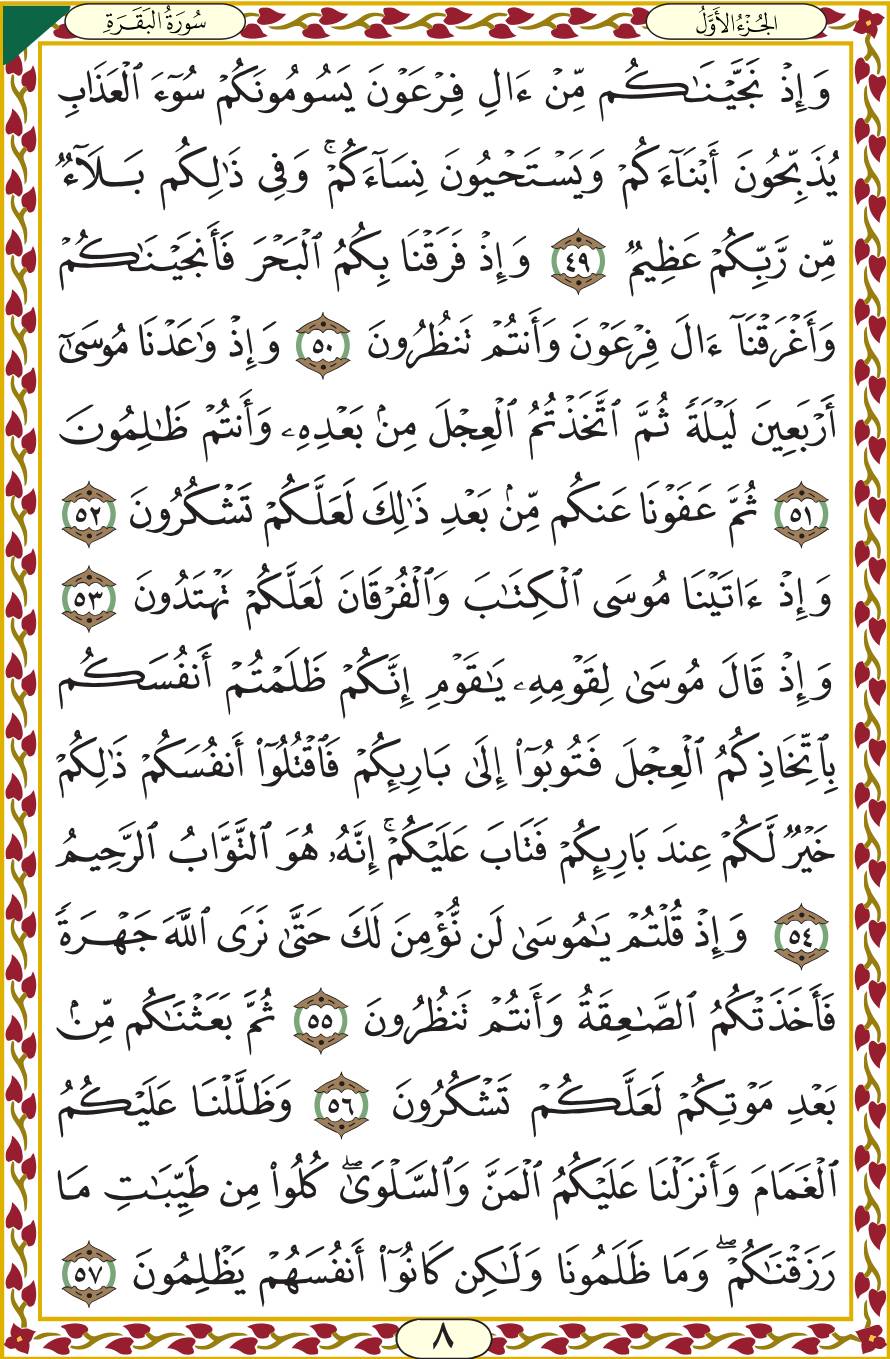 الجُزْءُ الأَوَّلُ
سُورَةُ البَقَرَةِ
وَإِذْ نَجَّيْنَـٰكُم مِّنْ ءَالِ فِرْعَوْنَ يَسُومُونَكُمْ سُوٓءَ ٱلْعَذَابِ
يُذَبِّحُونَ أَبْنَآءَكُمْ وَيَسْتَحْيُونَ نِسَآءَكُمْ ۚ وَفِى ذَٰلِكُم بَلَآءٌ
مِّن رَّبِّكُمْ عَظِيمٌ ٤٩ وَإِذْ فَرَقْنَا بِكُمُ ٱلْبَحْرَ فَأَنجَيْنَـٰكُمْ
وَأَغْرَقْنَآ ءَالَ فِرْعَوْنَ وَأَنتُمْ تَنظُرُونَ ٥٠ وَإِذْ وَٰعَدْنَا مُوسَىٰٓ
أَرْبَعِينَ لَيْلَةً ثُمَّ ٱتَّخَذْتُمُ ٱلْعِجْلَ مِنۢ بَعْدِهِۦ وَأَنتُمْ ظَـٰلِمُونَ
٥١ ثُمَّ عَفَوْنَا عَنكُم مِّنۢ بَعْدِ ذَٰلِكَ لَعَلَّكُمْ تَشْكُرُونَ ٥٢
وَإِذْ ءَاتَيْنَا مُوسَى ٱلْكِتَـٰبَ وَٱلْفُرْقَانَ لَعَلَّكُمْ تَهْتَدُونَ ٥٣
وَإِذْ قَالَ مُوسَىٰ لِقَوْمِهِۦ يَـٰقَوْمِ إِنَّكُمْ ظَلَمْتُمْ أَنفُسَكُم
بِٱتِّخَاذِكُمُ ٱلْعِجْلَ فَتُوبُوٓا۟ إِلَىٰ بَارِئِكُمْ فَٱقْتُلُوٓا۟ أَنفُسَكُمْ ذَٰلِكُمْ
خَيْرٌ لَّكُمْ عِندَ بَارِئِكُمْ فَتَابَ عَلَيْكُمْ ۚ إِنَّهُۥ هُوَ ٱلتَّوَّابُ ٱلرَّحِيمُ
٥٤ وَإِذْ قُلْتُمْ يَـٰمُوسَىٰ لَن نُّؤْمِنَ لَكَ حَتَّىٰ نَرَى ٱللَّهَ جَهْرَةً
فَأَخَذَتْكُمُ ٱلصَّـٰعِقَةُ وَأَنتُمْ تَنظُرُونَ ٥٥ ثُمَّ بَعَثْنَـٰكُم مِّنۢ
بَعْدِ مَوْتِكُمْ لَعَلَّكُمْ تَشْكُرُونَ ٥٦ وَظَلَّلْنَا عَلَيْكُمُ
ٱلْغَمَامَ وَأَنزَلْنَا عَلَيْكُمُ ٱلْمَنَّ وَٱلسَّلْوَىٰ ۖ كُلُوا۟ مِن طَيِّبَـٰتِ مَا
رَزَقْنَـٰكُمْ ۖ وَمَا ظَلَمُونَا وَلَـٰكِن كَانُوٓا۟ أَنفُسَهُمْ يَظْلِمُونَ ٥٧
٨